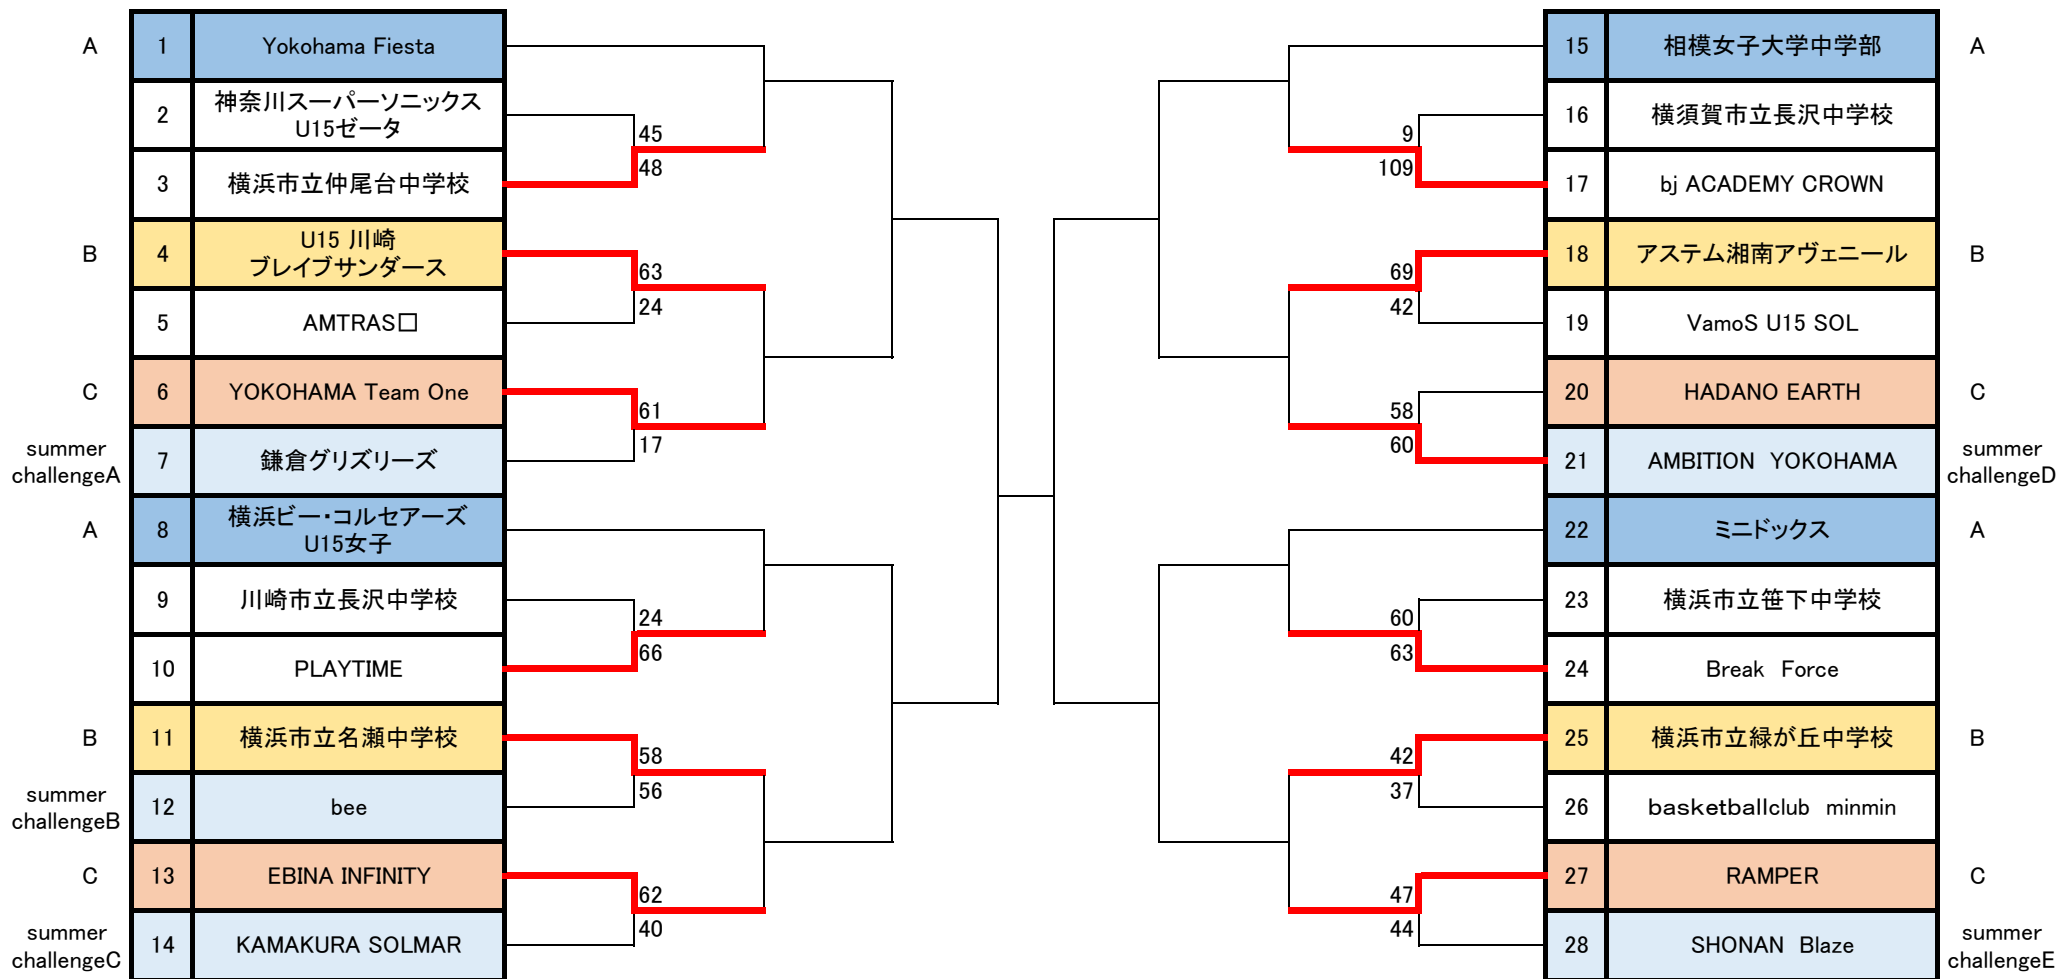 A 1 Yokohama Fiesta
2 神奈川スーパーソニックス
U15ゼータ
45
3 横浜市立仲尾台中学校
48
B 4 U15 川崎
ブレイブサンダース
63
5 AMTRAS□
24
C 6 YOKOHAMA Team One
61
summer
challengeA
7 鎌倉グリズリーズ
17
A 8 横浜ビー・コルセアーズ
U15女子
9 川崎市立長沢中学校
24
10 PLAYTIME
66
B 11 横浜市立名瀬中学校
58
summer
challengeB
12 bee
56
C 13 EBINA INFINITY
62
summer
challengeC
14 KAMAKURA SOLMAR
40
15 相模女子大学中学部 A
9
16 横須賀市立長沢中学校
109
17 bj ACADEMY CROWN
69
18 アステム湘南アヴェニール B
42
19 VamoS U15 SOL
58
20 HADANO EARTH C
60
21 AMBITION YOKOHAMA
summer
challengeD
22 ミニドックス A
60
23 横浜市立笹下中学校
63
24 Break Force
42
25 横浜市立緑が丘中学校 B
37
26 basketballclub minmin
47
27 RAMPER C
44
28 SHONAN Blaze
summer
challengeE